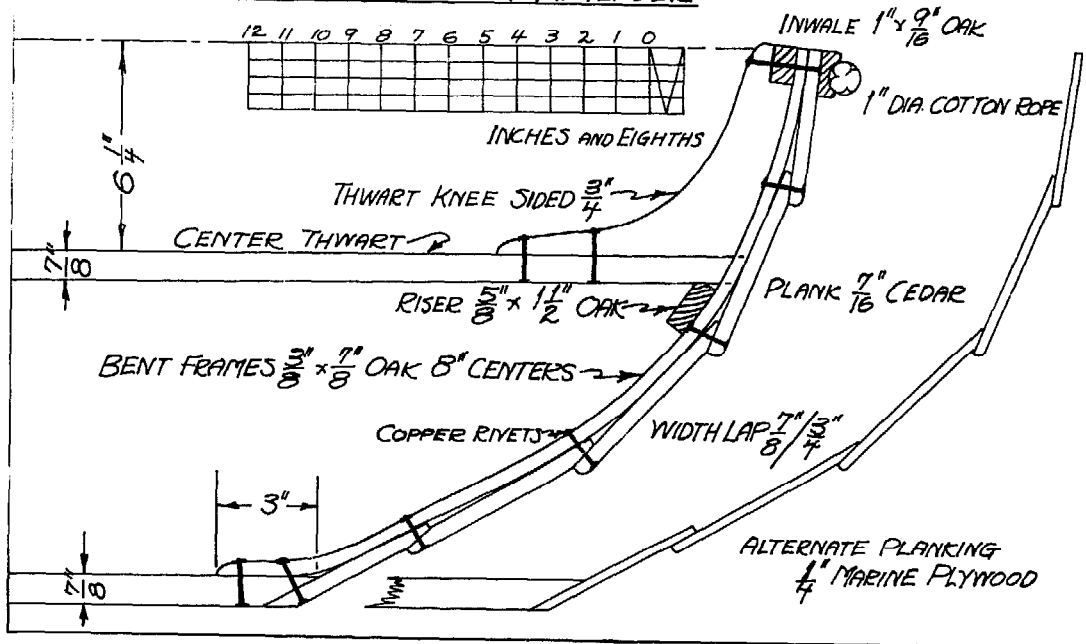 12 11 10 9 8 7 6 5 4 3 2 1 0
INCHES AND EIGHTHS
INWALE 1" x 9/16" OAK
1" DIA. COTTON ROPE
6 1/4"
THWART KNEE SIDED 3/4"
CENTER THWART
7/8"
RISER 5/8" x 1 1/2" OAK
PLANK 7/16" CEDAR
BENT FRAMES 3/8" x 7/8" OAK 8" CENTERS
COPPER RIVETS
WIDTH LAP 7/8"/3/4"
3"
7/8"
ALTERNATE PLANKING
1/4" MARINE PLYWOOD